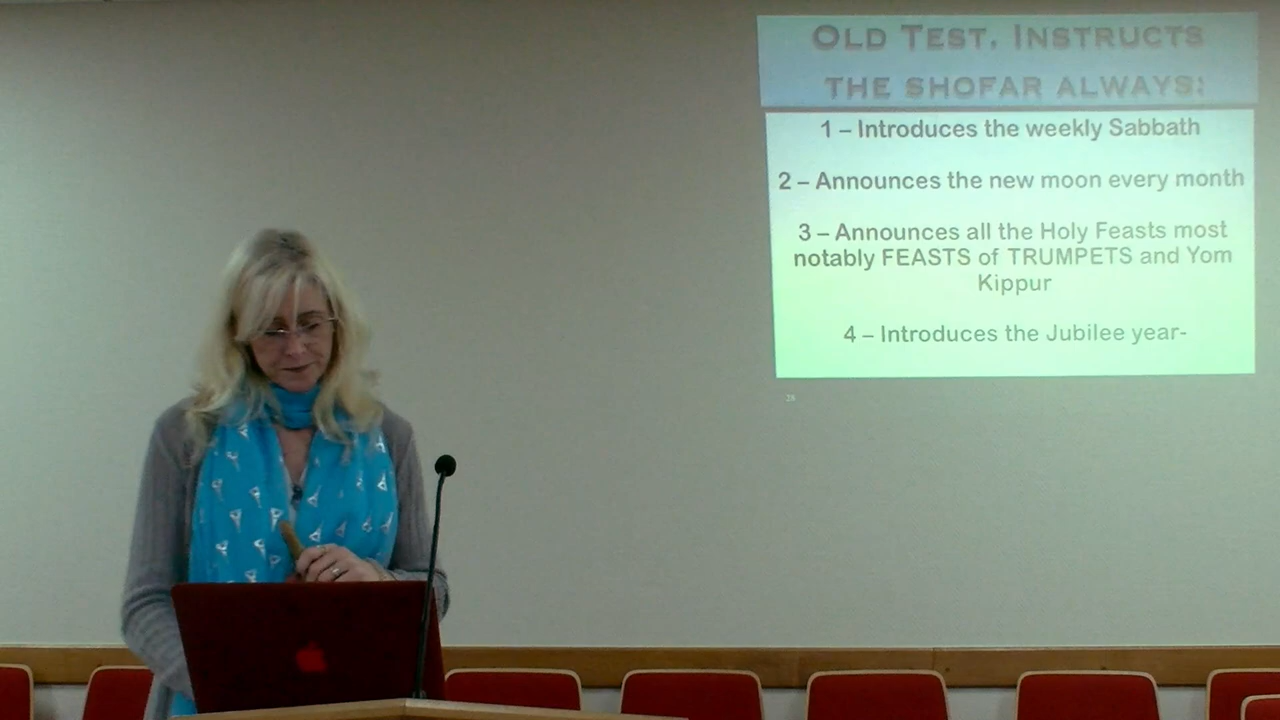 OLD TEST. INSTRUCTS
THE SHOFAR ALWAYS:
1 – Introduces the weekly Sabbath
2 – Announces the new moon every month
3 – Announces all the Holy Feasts most
notably FEASTS of TRUMPETS and Yom
Kippur
4 – Introduces the Jubilee year-